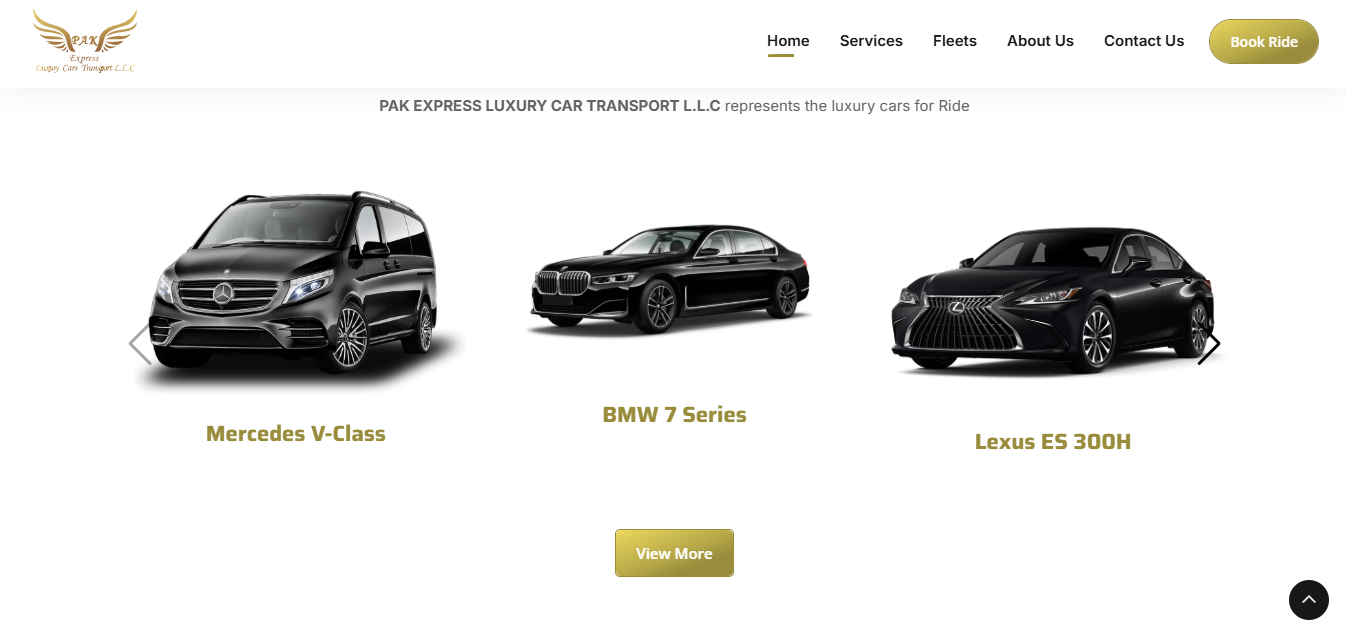 PAK
Express
Luxury Cars Transport L.L.C
Home Services Fleets About Us Contact Us Book Ride
PAK EXPRESS LUXURY CAR TRANSPORT L.L.C represents the luxury cars for Ride
Mercedes V-Class
BMW 7 Series
Lexus ES 300H
View More